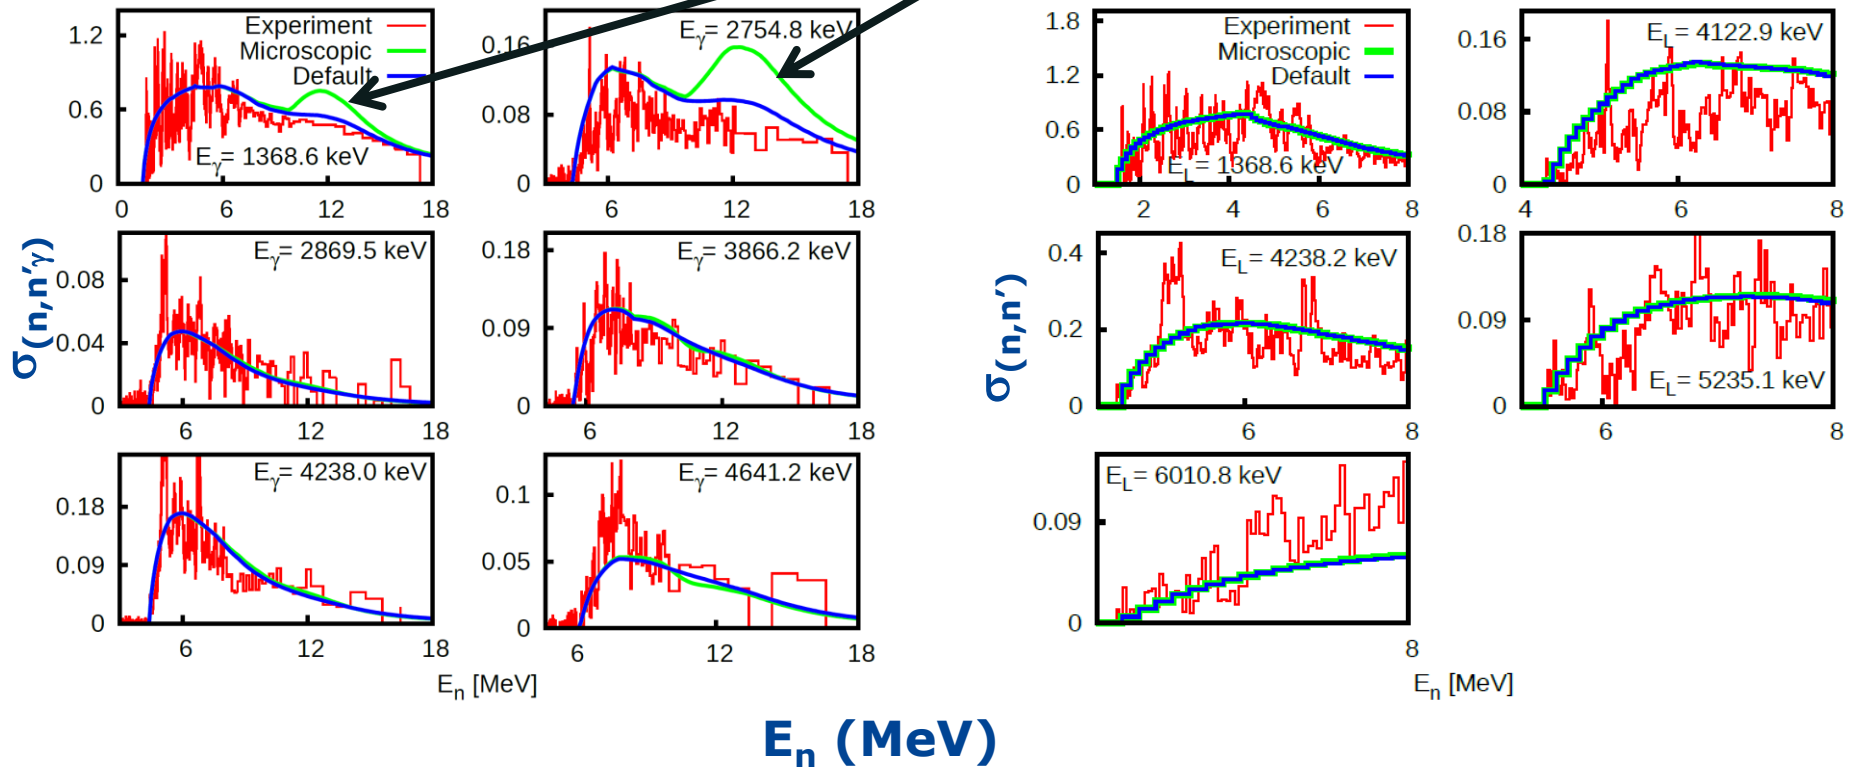 Experiment
Microscopic
Default
1.2
0.6
0
Eγ= 1368.6 keV
0 6 12 18
Eγ= 2754.8 keV
0.16
0.08
0
6 12 18
Eγ= 2869.5 keV
0.08
0.04
0
6 12 18
Eγ= 3866.2 keV
0.18
0.09
0
6 12 18
Eγ= 4238.0 keV
0.18
0.09
0
6 12 18
Eγ= 4641.2 keV
0.1
0.05
0
6 12 18
σ(n,n’γ)
En [MeV]
Experiment
Microscopic
Default
1.8
1.2
0.6
0
EL= 1368.6 keV
2 4 6 8
EL= 4122.9 keV
0.16
0.08
0
4 6 8
EL= 4238.2 keV
0.4
0.2
0
6 8
0.18
0.09
0
EL= 5235.1 keV
6 8
EL= 6010.8 keV
0.09
0
8
σ(n,n’)
En [MeV]
En (MeV)